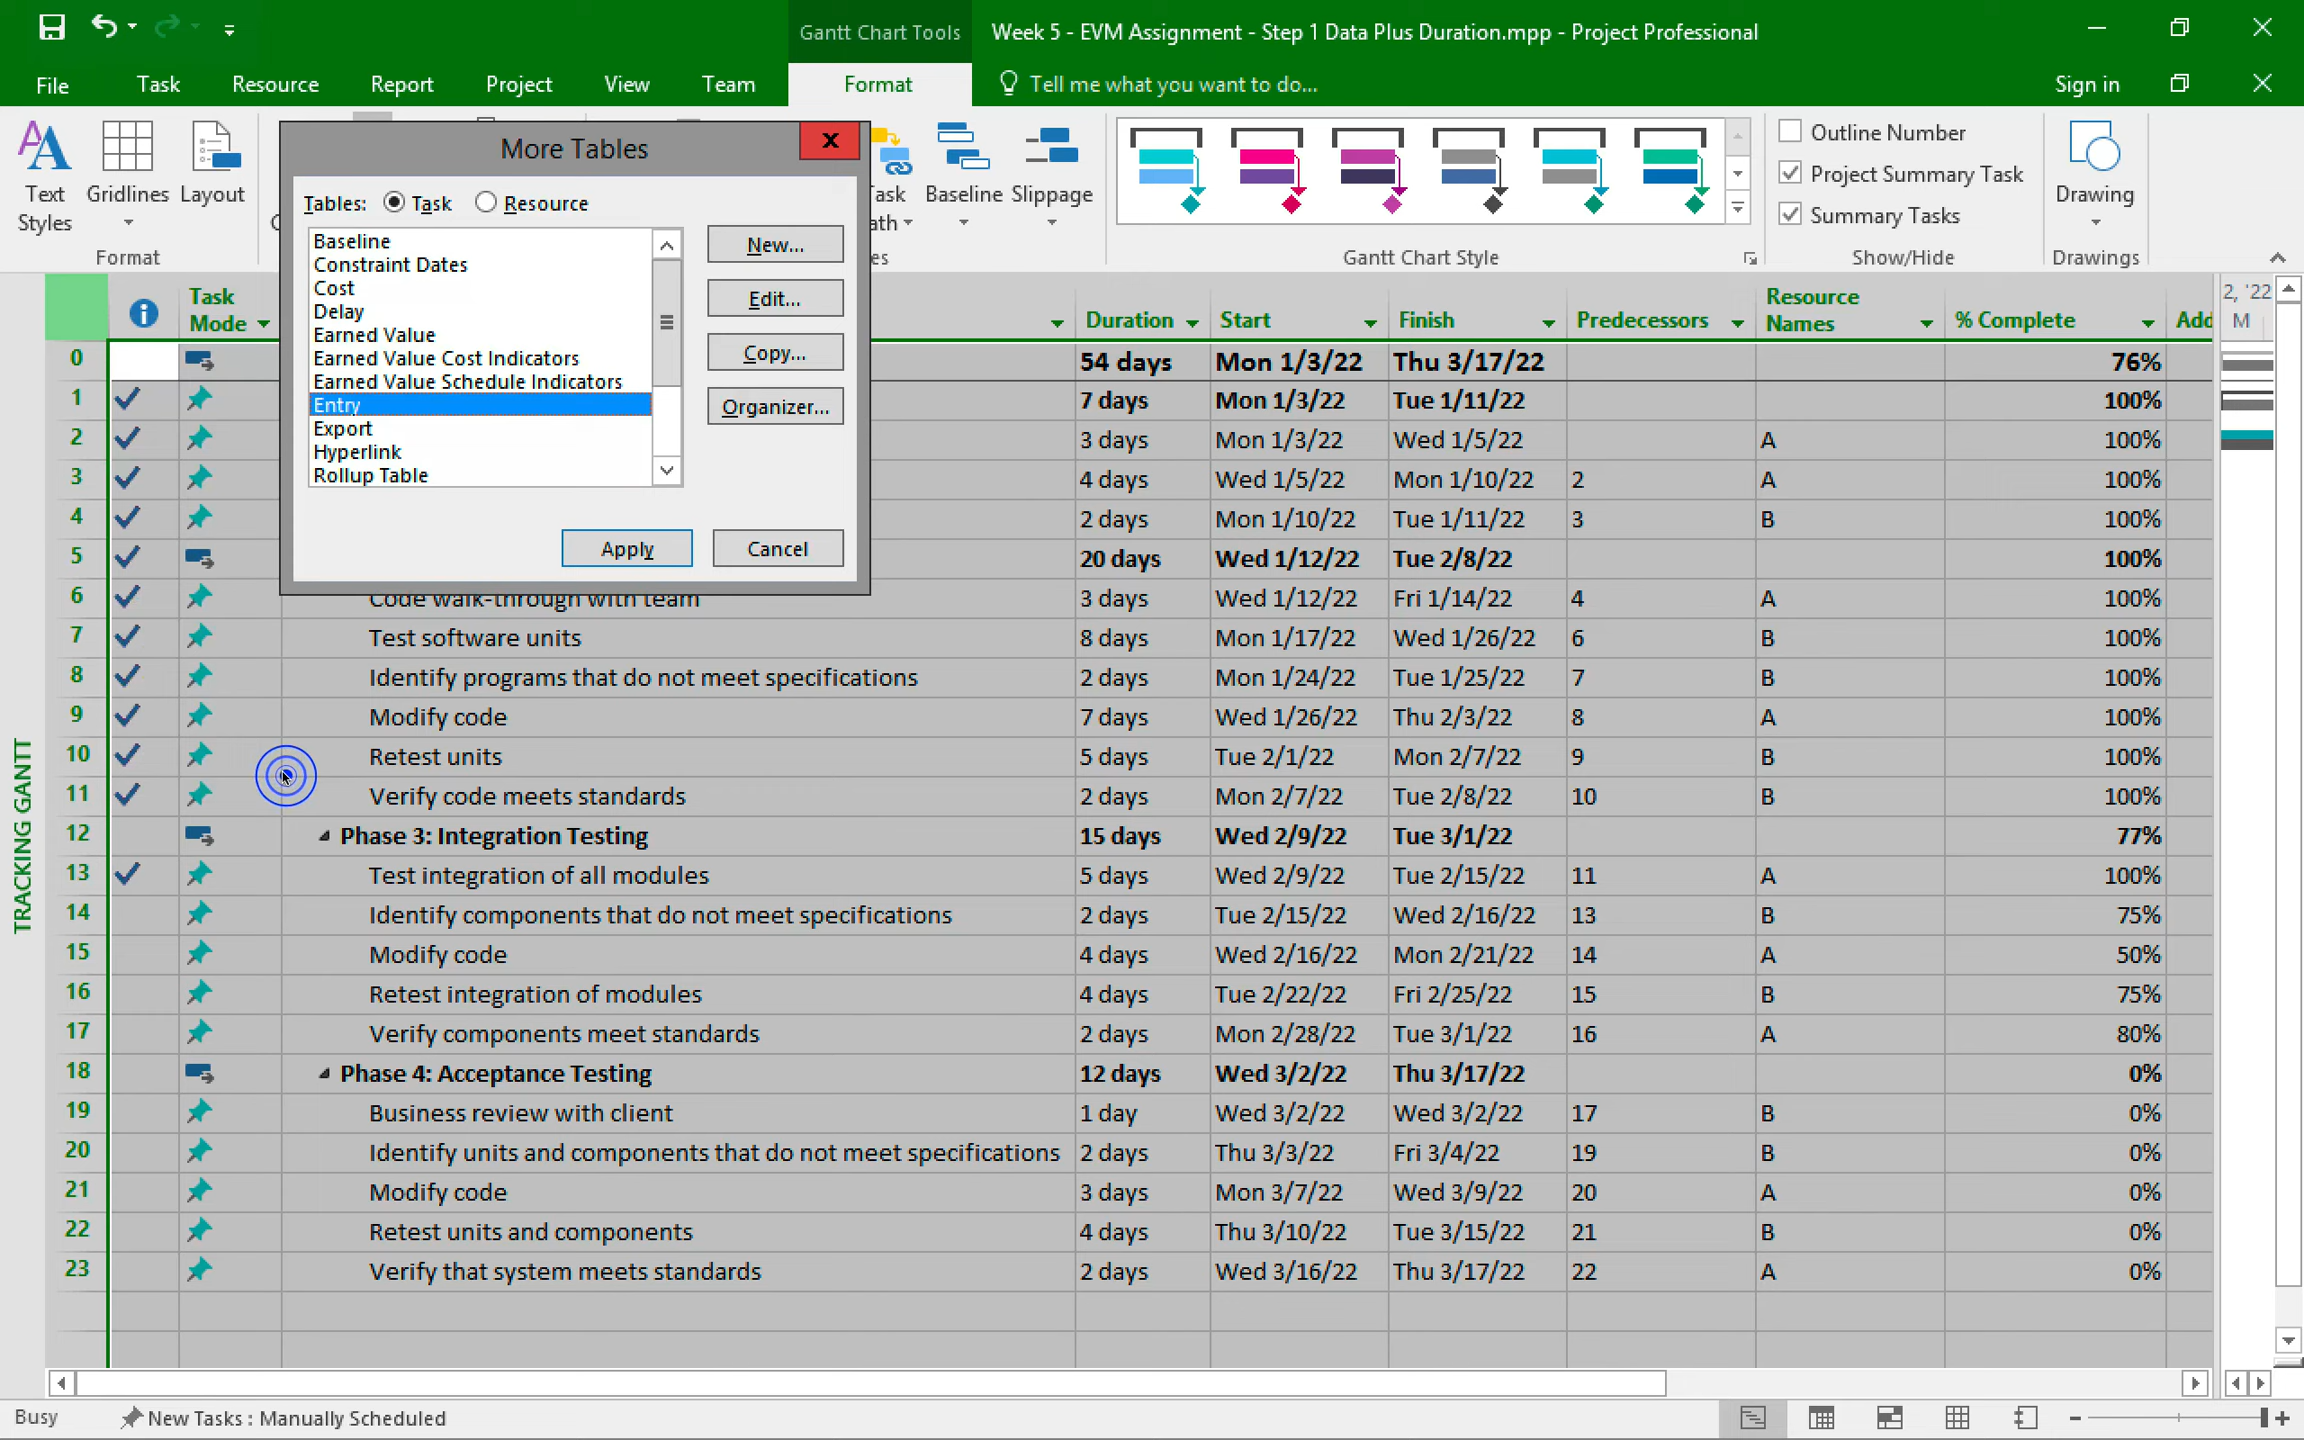 Gantt Chart Tools
Week 5 - EVM Assignment - Step 1 Data Plus Duration.mpp - Project Professional
File Task Resource Report Project View Team Format Tell me what you want to do... Sign in
Text Styles
Gridlines
Layout
Format
Baseline
Slippage
Gantt Chart Style
Outline Number
Project Summary Task
Summary Tasks
Show/Hide
Drawing
Drawings
More Tables
Tables: Task Resource
Baseline
Constraint Dates
Cost
Delay
Earned Value
Earned Value Cost Indicators
Earned Value Schedule Indicators
Entry
Export
Hyperlink
Rollup Table
New...
Edit...
Copy...
Organizer...
Apply
Cancel
Task Mode Duration Start Finish Predecessors Resource Names % Complete Add
2, '22
M
0 54 days Mon 1/3/22 Thu 3/17/22 76%
1 7 days Mon 1/3/22 Tue 1/11/22 100%
2 3 days Mon 1/3/22 Wed 1/5/22 A 100%
3 4 days Wed 1/5/22 Mon 1/10/22 2 A 100%
4 2 days Mon 1/10/22 Tue 1/11/22 3 B 100%
5 20 days Wed 1/12/22 Tue 2/8/22 100%
6 Code walk-through with team 3 days Wed 1/12/22 Fri 1/14/22 4 A 100%
7 Test software units 8 days Mon 1/17/22 Wed 1/26/22 6 B 100%
8 Identify programs that do not meet specifications 2 days Mon 1/24/22 Tue 1/25/22 7 B 100%
9 Modify code 7 days Wed 1/26/22 Thu 2/3/22 8 A 100%
10 Retest units 5 days Tue 2/1/22 Mon 2/7/22 9 B 100%
11 Verify code meets standards 2 days Mon 2/7/22 Tue 2/8/22 10 B 100%
12 Phase 3: Integration Testing 15 days Wed 2/9/22 Tue 3/1/22 77%
13 Test integration of all modules 5 days Wed 2/9/22 Tue 2/15/22 11 A 100%
14 Identify components that do not meet specifications 2 days Tue 2/15/22 Wed 2/16/22 13 B 75%
15 Modify code 4 days Wed 2/16/22 Mon 2/21/22 14 A 50%
16 Retest integration of modules 4 days Tue 2/22/22 Fri 2/25/22 15 B 75%
17 Verify components meet standards 2 days Mon 2/28/22 Tue 3/1/22 16 A 80%
18 Phase 4: Acceptance Testing 12 days Wed 3/2/22 Thu 3/17/22 0%
19 Business review with client 1 day Wed 3/2/22 Wed 3/2/22 17 B 0%
20 Identify units and components that do not meet specifications 2 days Thu 3/3/22 Fri 3/4/22 19 B 0%
21 Modify code 3 days Mon 3/7/22 Wed 3/9/22 20 A 0%
22 Retest units and components 4 days Thu 3/10/22 Tue 3/15/22 21 B 0%
23 Verify that system meets standards 2 days Wed 3/16/22 Thu 3/17/22 22 A 0%
TRACKING GANTT
Busy New Tasks : Manually Scheduled